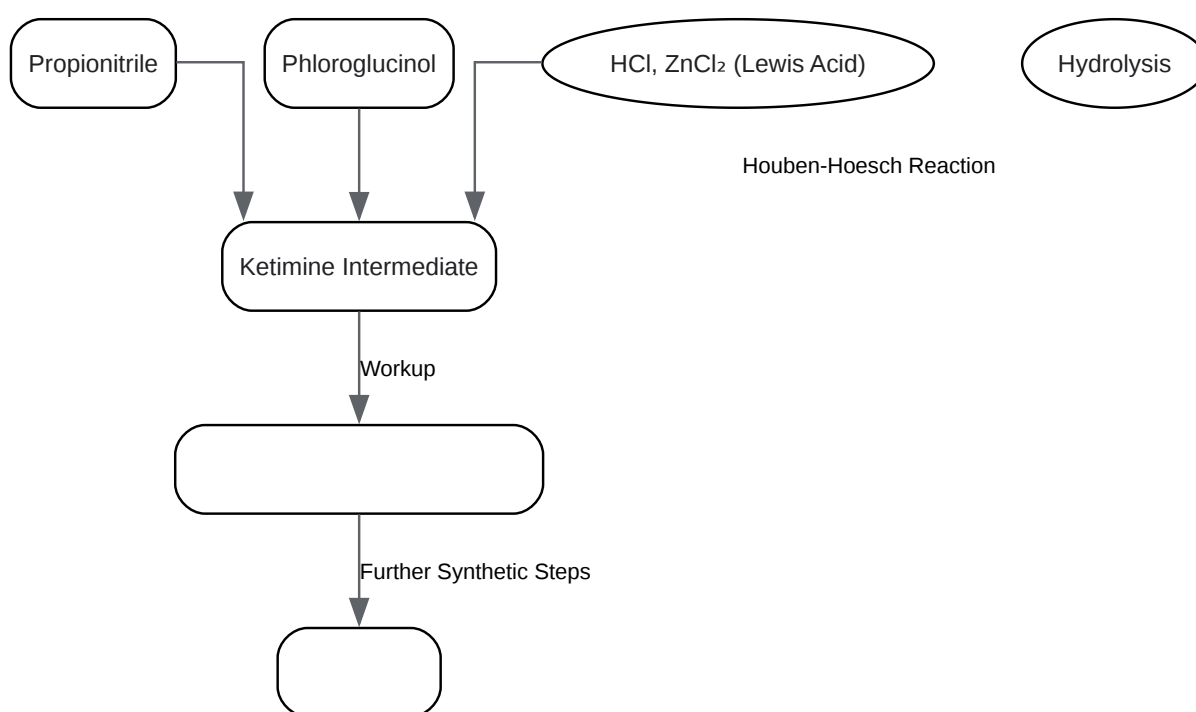 Propionitrile
Phloroglucinol
HCl, ZnCl₂ (Lewis Acid)
Hydrolysis
Houben-Hoesch Reaction
Ketimine Intermediate
Workup
Further Synthetic Steps